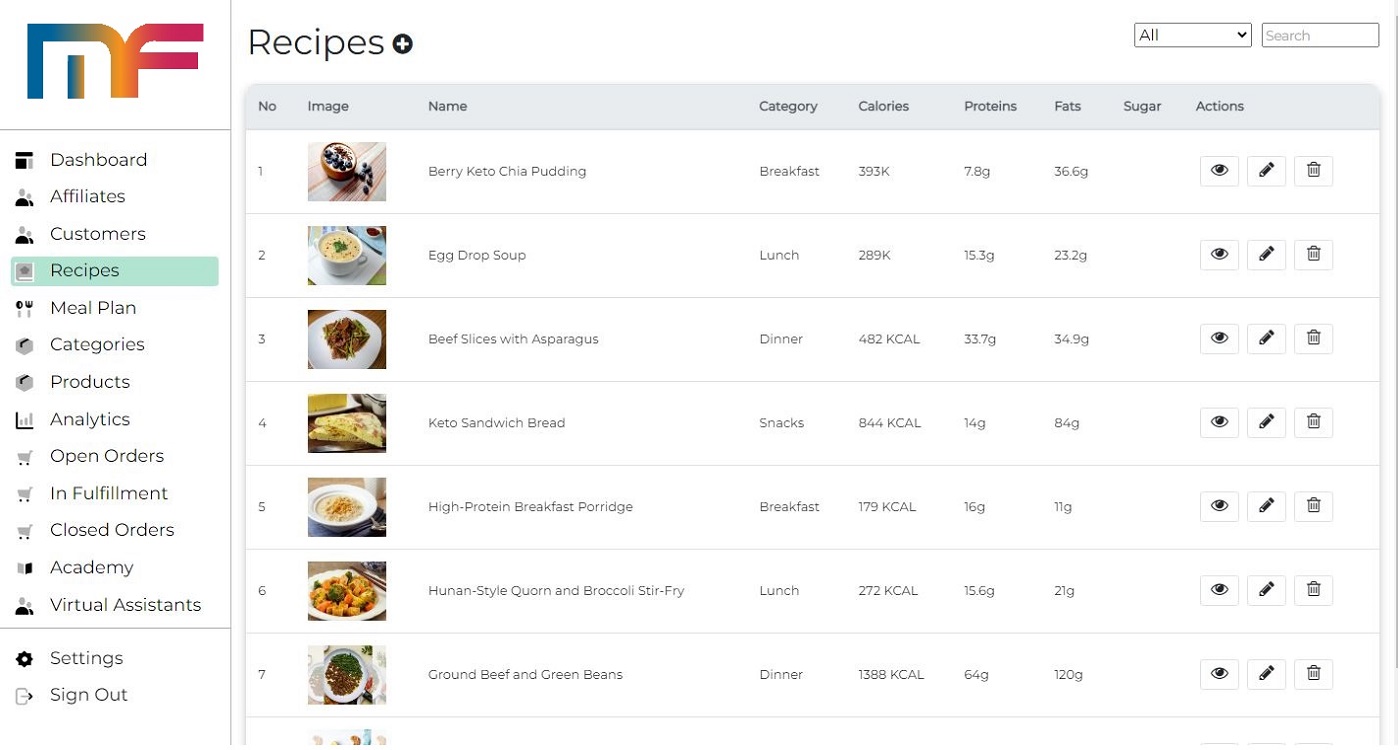 MF
Recipes
All
Search
No Image Name Category Calories Proteins Fats Sugar Actions
Dashboard
Affiliates
Customers
Recipes
Meal Plan
Categories
Products
Analytics
Open Orders
In Fulfillment
Closed Orders
Academy
Virtual Assistants
Settings
Sign Out
1 Berry Keto Chia Pudding Breakfast 393K 7.8g 36.6g
2 Egg Drop Soup Lunch 289K 15.3g 23.2g
3 Beef Slices with Asparagus Dinner 482 KCAL 33.7g 34.9g
4 Keto Sandwich Bread Snacks 844 KCAL 14g 84g
5 High-Protein Breakfast Porridge Breakfast 179 KCAL 16g 11g
6 Hunan-Style Quorn and Broccoli Stir-Fry Lunch 272 KCAL 15.6g 21g
7 Ground Beef and Green Beans Dinner 1388 KCAL 64g 120g